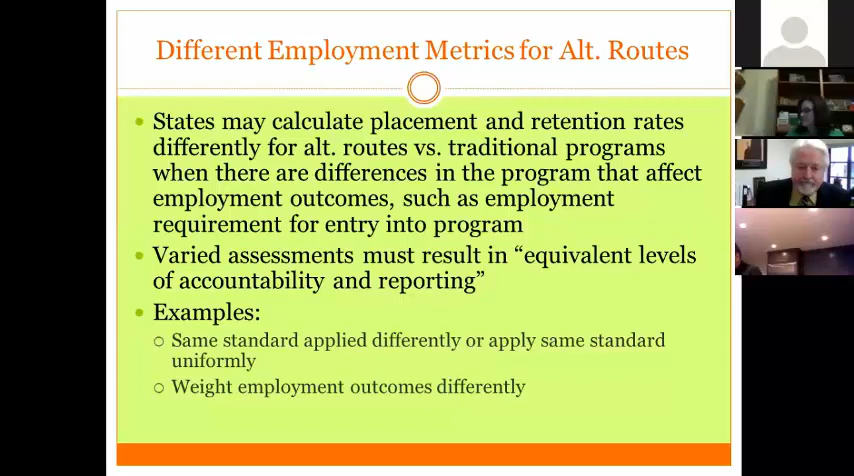 Different Employment Metrics for Alt. Routes
States may calculate placement and retention rates
differently for alt. routes vs. traditional programs
when there are differences in the program that affect
employment outcomes, such as employment
requirement for entry into program
Varied assessments must result in “equivalent levels
of accountability and reporting”
Examples:
Same standard applied differently or apply same standard
uniformly
Weight employment outcomes differently